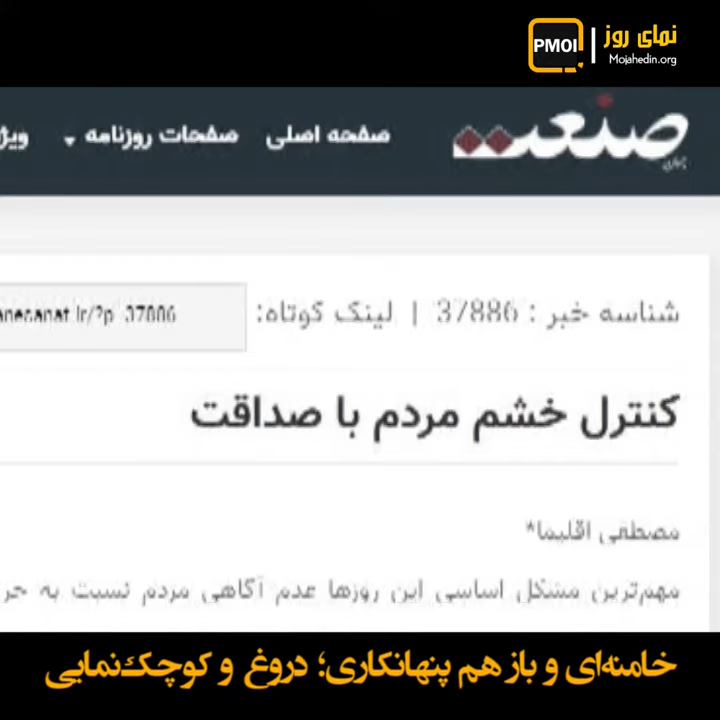 نمای روز
PMOI
Mojahedin.org
صنعت
صفحه اصلی صفحات روزنامه
شناسه خبر : 37886 | لینک کوتاه:
کنترل خشم مردم با صداقت
مصطفی اقلیما*
مهم‌ترین مشکل اساسی این روزها عدم آگاهی مردم نسبت به
خامنه‌ای و باز هم پنهانکاری؛ دروغ و کوچک‌نمایی